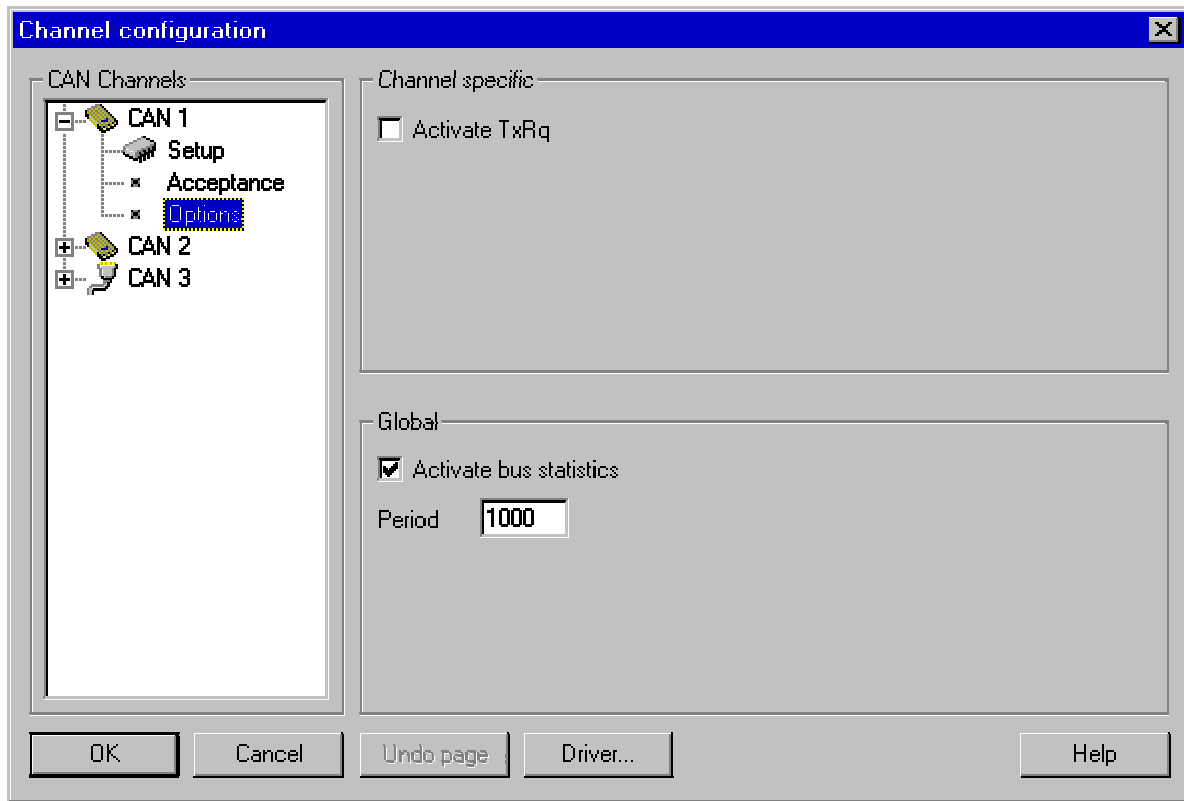 Channel configuration
CAN Channels
CAN 1
Setup
Acceptance
Options
CAN 2
CAN 3
Channel specific
Activate TxRq
Global
Activate bus statistics
Period 1000
OK Cancel Undo page Driver... Help